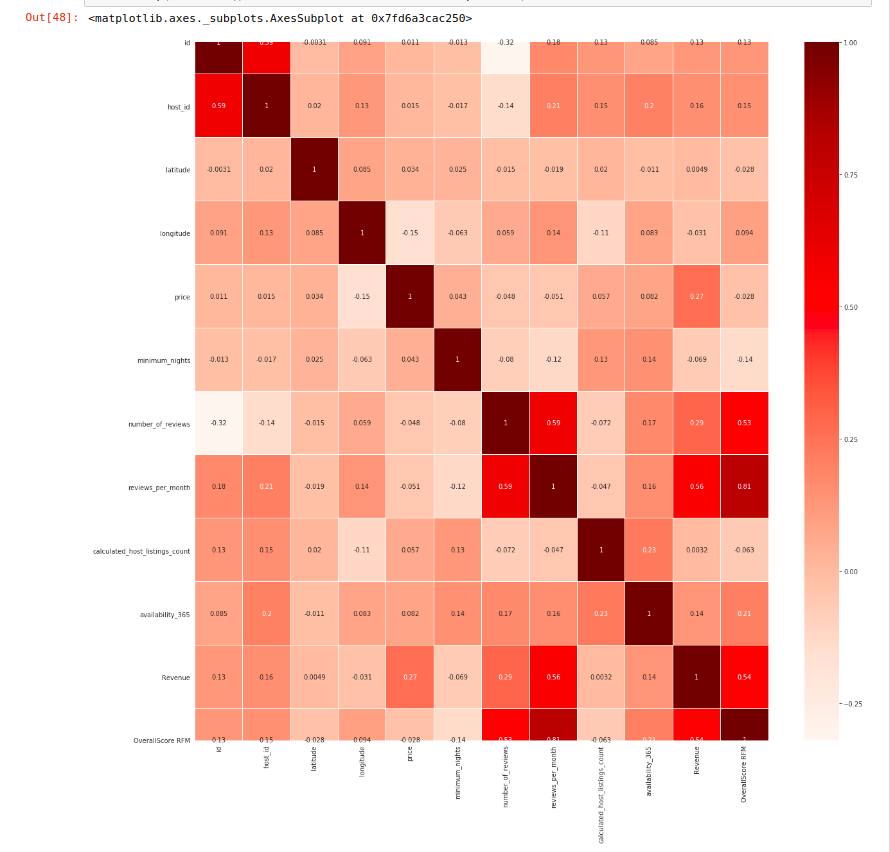 Out[48]: <matplotlib.axes._subplots.AxesSubplot at 0x7fd6a3cac250>
id 1 0.59 -0.0031 0.091 0.011 -0.013 -0.32 0.18 0.13 0.085 0.13 0.13
host_id 0.59 1 0.02 0.13 0.015 -0.017 -0.14 0.21 0.15 0.2 0.16 0.15
latitude -0.0031 0.02 1 0.085 0.034 0.025 -0.015 -0.019 0.02 -0.011 0.0049 -0.028
longitude 0.091 0.13 0.085 1 -0.15 -0.063 0.059 0.14 -0.11 0.083 -0.031 0.094
price 0.011 0.015 0.034 -0.15 1 0.043 -0.048 -0.051 0.057 0.082 0.27 -0.028
minimum_nights -0.013 -0.017 0.025 -0.063 0.043 1 -0.08 -0.12 0.13 0.14 -0.069 -0.14
number_of_reviews -0.32 -0.14 -0.015 0.059 -0.048 -0.08 1 0.59 -0.072 0.17 0.29 0.53
reviews_per_month 0.18 0.21 -0.019 0.14 -0.051 -0.12 0.59 1 -0.047 0.16 0.56 0.81
calculated_host_listings_count 0.13 0.15 0.02 -0.11 0.057 0.13 -0.072 -0.047 1 0.23 0.0032 -0.063
availability_365 0.085 0.2 -0.011 0.083 0.082 0.14 0.17 0.16 0.23 1 0.14 0.21
Revenue 0.13 0.16 0.0049 -0.031 0.27 -0.069 0.29 0.56 0.0032 0.14 1 0.54
OverallScore RFM 0.13 0.15 -0.028 0.094 -0.028 -0.14 0.53 0.81 -0.063 0.21 0.54 1
id host_id latitude longitude price minimum_nights number_of_reviews reviews_per_month calculated_host_listings_count availability_365 Revenue OverallScore RFM
1.00
0.75
0.50
0.25
0.00
-0.25